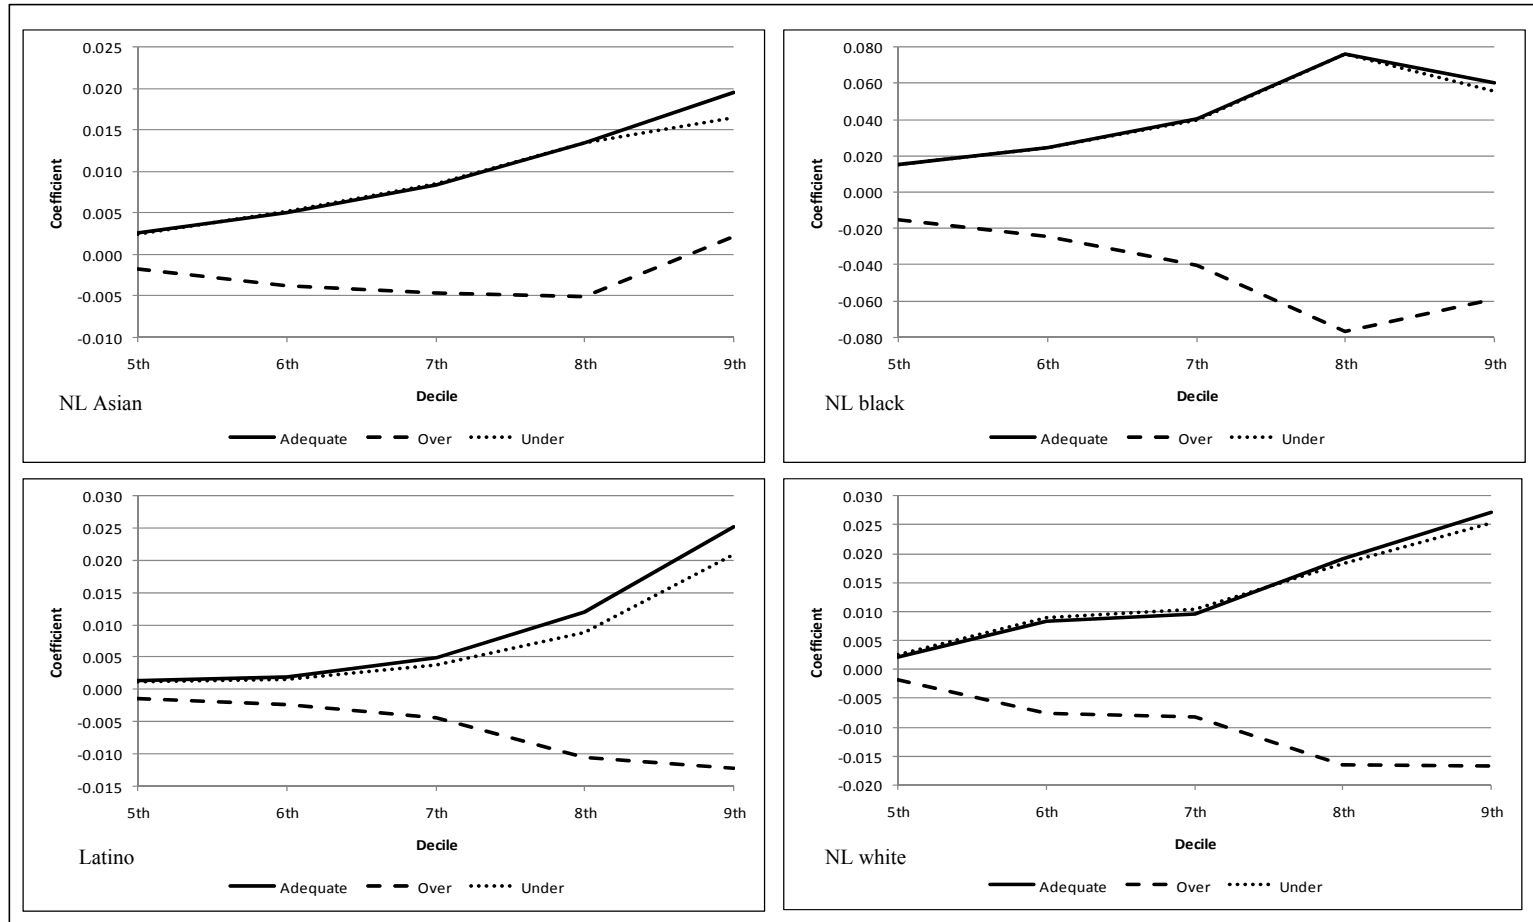 0.025
0.020
0.015
0.010
0.005
0.000
-0.005
-0.010
Coefficient
5th 6th 7th 8th 9th
Decile
NL Asian
Adequate Over Under
0.080
0.060
0.040
0.020
0.000
-0.020
-0.040
-0.060
-0.080
Coefficient
5th 6th 7th 8th 9th
Decile
NL black
Adequate Over Under
0.030
0.025
0.020
0.015
0.010
0.005
0.000
-0.005
-0.010
-0.015
Coefficient
5th 6th 7th 8th 9th
Decile
Latino
Adequate Over Under
0.030
0.025
0.020
0.015
0.010
0.005
0.000
-0.005
-0.010
-0.015
-0.020
Coefficient
5th 6th 7th 8th 9th
Decile
NL white
Adequate Over Under